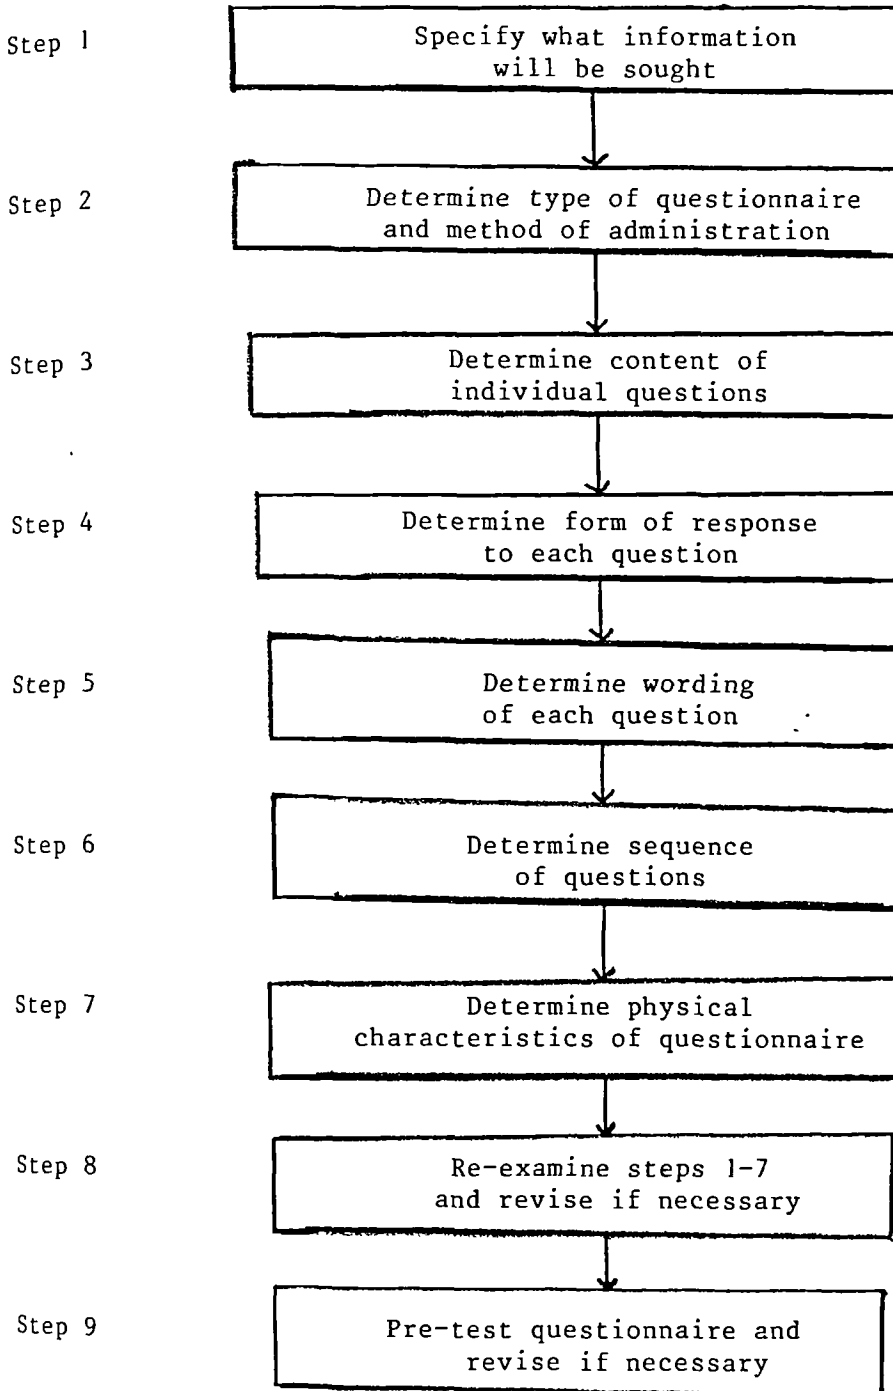 Step 1
Specify what information
will be sought
Step 2
Determine type of questionnaire
and method of administration
Step 3
Determine content of
individual questions
Step 4
Determine form of response
to each question
Step 5
Determine wording
of each question
Step 6
Determine sequence
of questions
Step 7
Determine physical
characteristics of questionnaire
Step 8
Re-examine steps 1-7
and revise if necessary
Step 9
Pre-test questionnaire and
revise if necessary